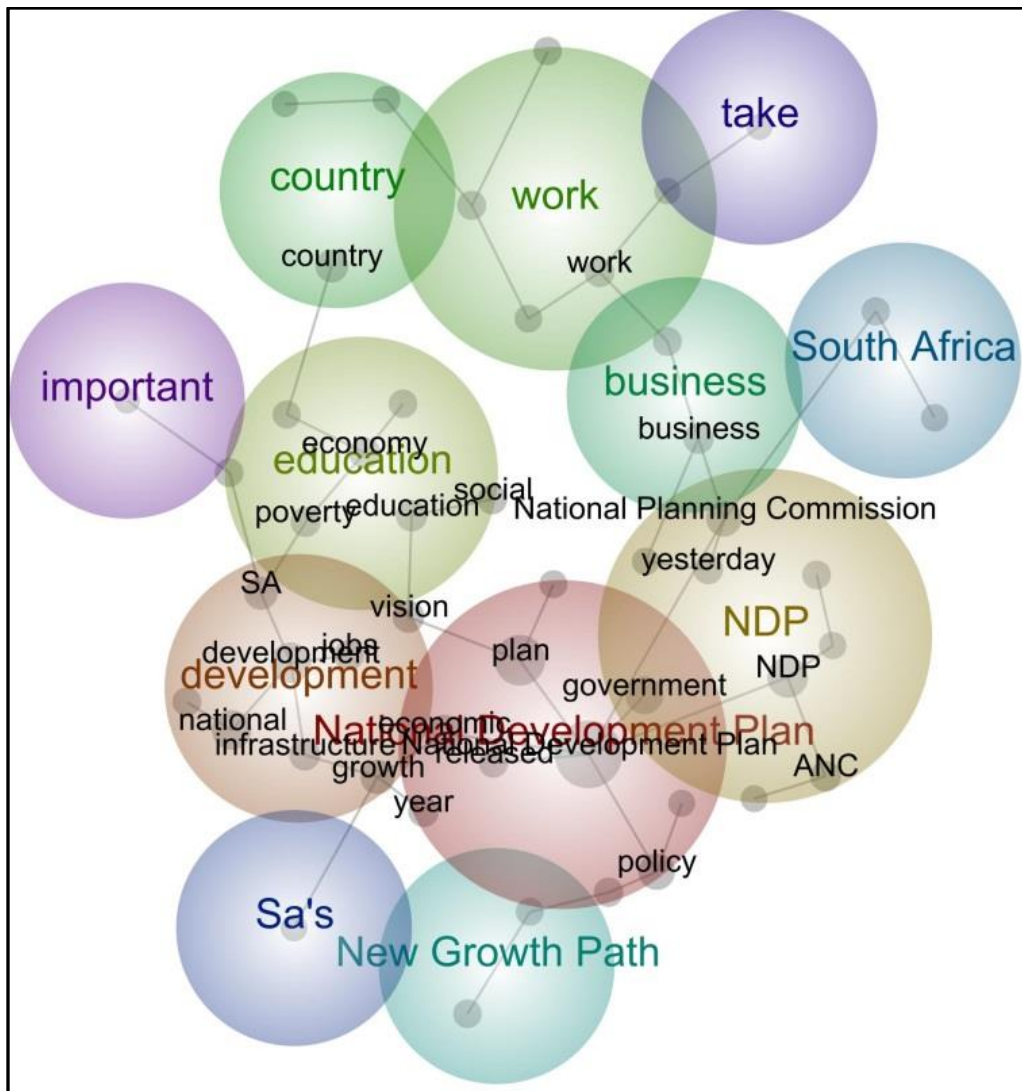 take
country
work
country
work
South Africa
important
business
business
economy
education
social
education
poverty
National Planning Commission
yesterday
SA
vision
NDP
jobs
development
plan
NDP
development
government
national
economic
National Development Plan
infrastructure
National Development Plan
released
growth
ANC
year
policy
Sa's
New Growth Path